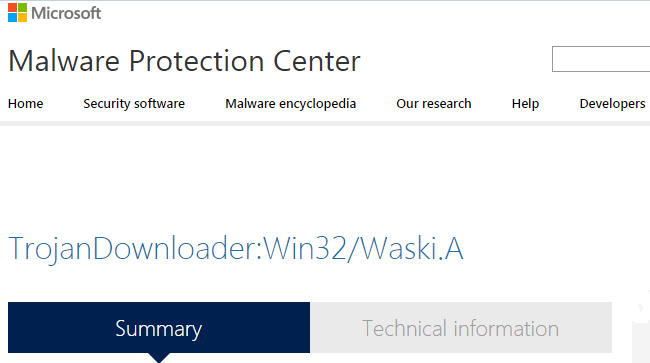 Microsoft
Malware Protection Center
Home Security software Malware encyclopedia Our research Help Developers
TrojanDownloader:Win32/Waski.A
Summary Technical information